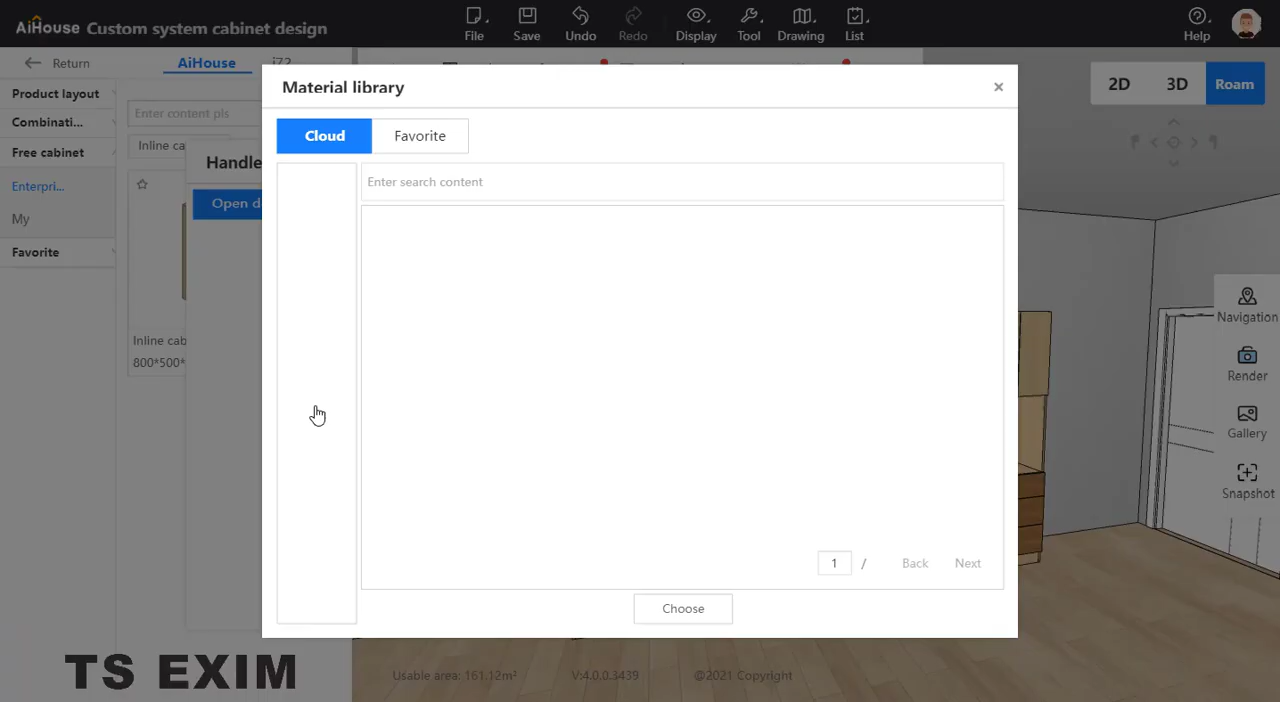 AiHouse Custom system cabinet design
File
Save
Undo
Redo
Display
Tool
Drawing
List
Help
Return
AiHouse
i72
Product layout
Combinati...
Free cabinet
Enterpri...
My
Favorite
Enter content pls
Inline ca
Handle
Open d
Inline cab
800*500*
Material library
×
Cloud
Favorite
Enter search content
1 / Back Next
Choose
2D 3D Roam
Navigation
Render
Gallery
Snapshot
TS EXIM
Usable area: 161.12m² V:4.0.0.3439 @2021 Copyright